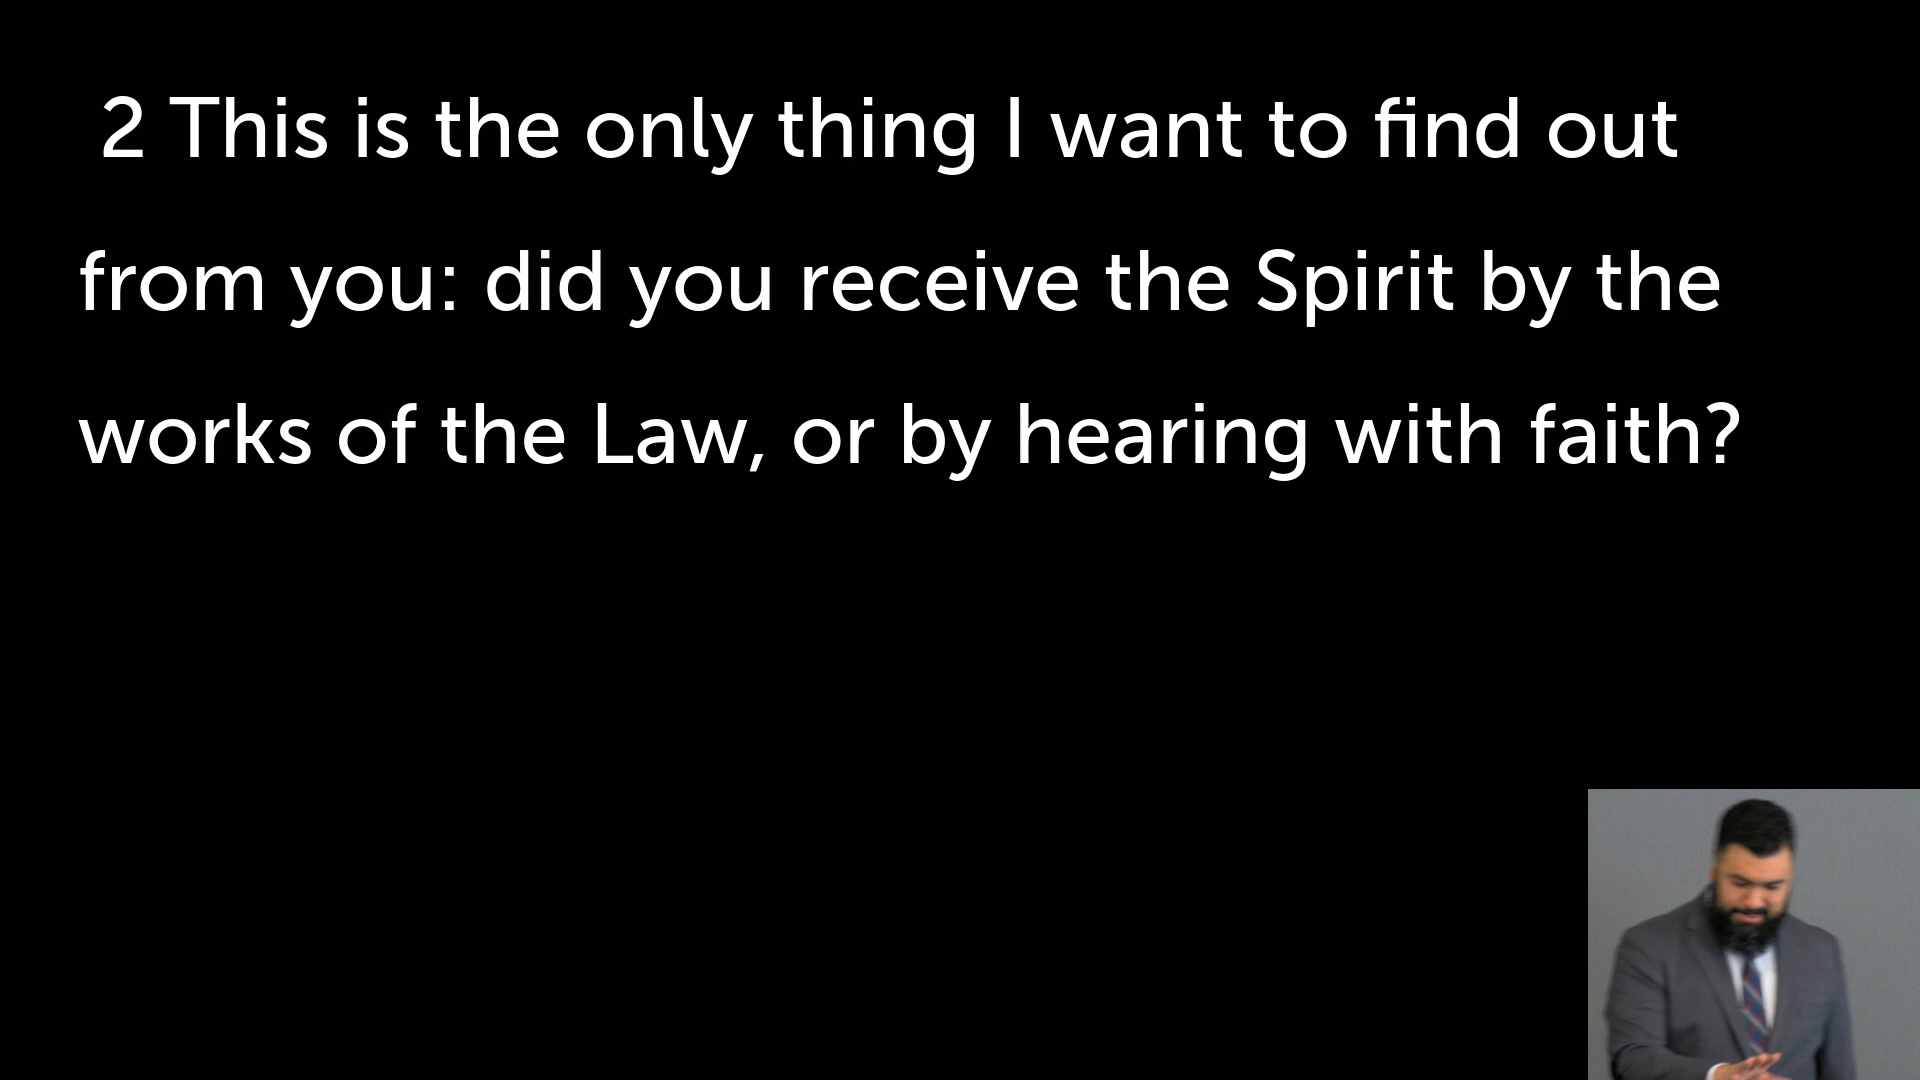 2 This is the only thing I want to find out
from you: did you receive the Spirit by the
works of the Law, or by hearing with faith?